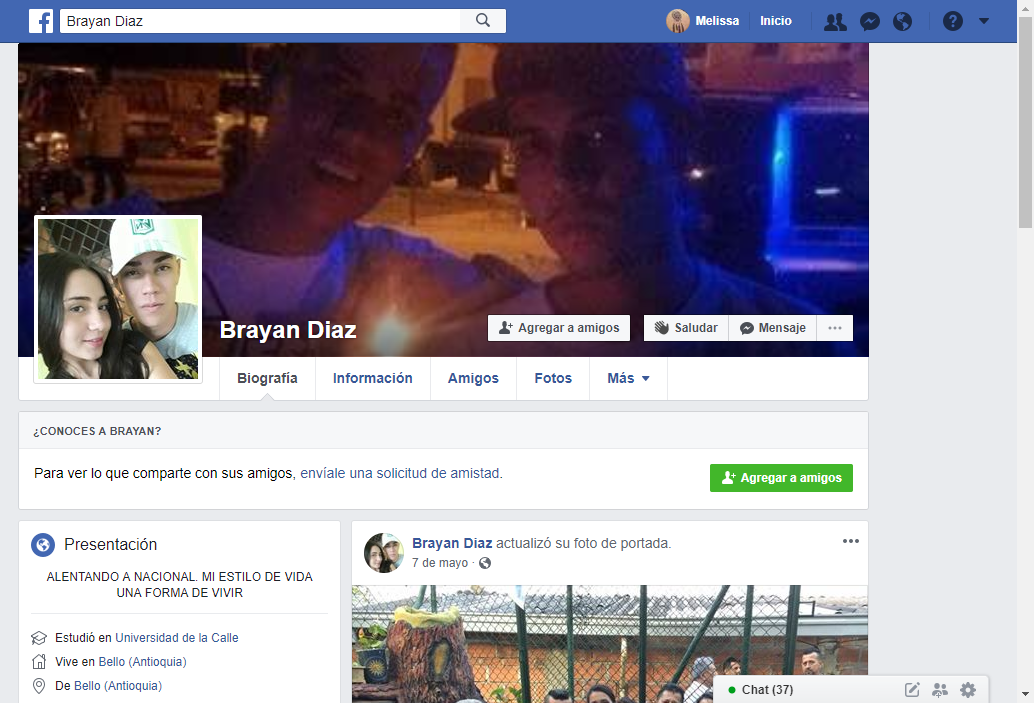 Brayan Diaz
Melissa
Inicio
Brayan Diaz
Agregar a amigos
Saludar
Mensaje
Biografía
Información
Amigos
Fotos
Más
¿CONOCES A BRAYAN?
Para ver lo que comparte con sus amigos, envíale una solicitud de amistad.
Agregar a amigos
Presentación
ALENTANDO A NACIONAL. MI ESTILO DE VIDA
UNA FORMA DE VIVIR
Estudió en Universidad de la Calle
Vive en Bello (Antioquia)
De Bello (Antioquia)
Brayan Diaz actualizó su foto de portada.
7 de mayo ·
Chat (37)